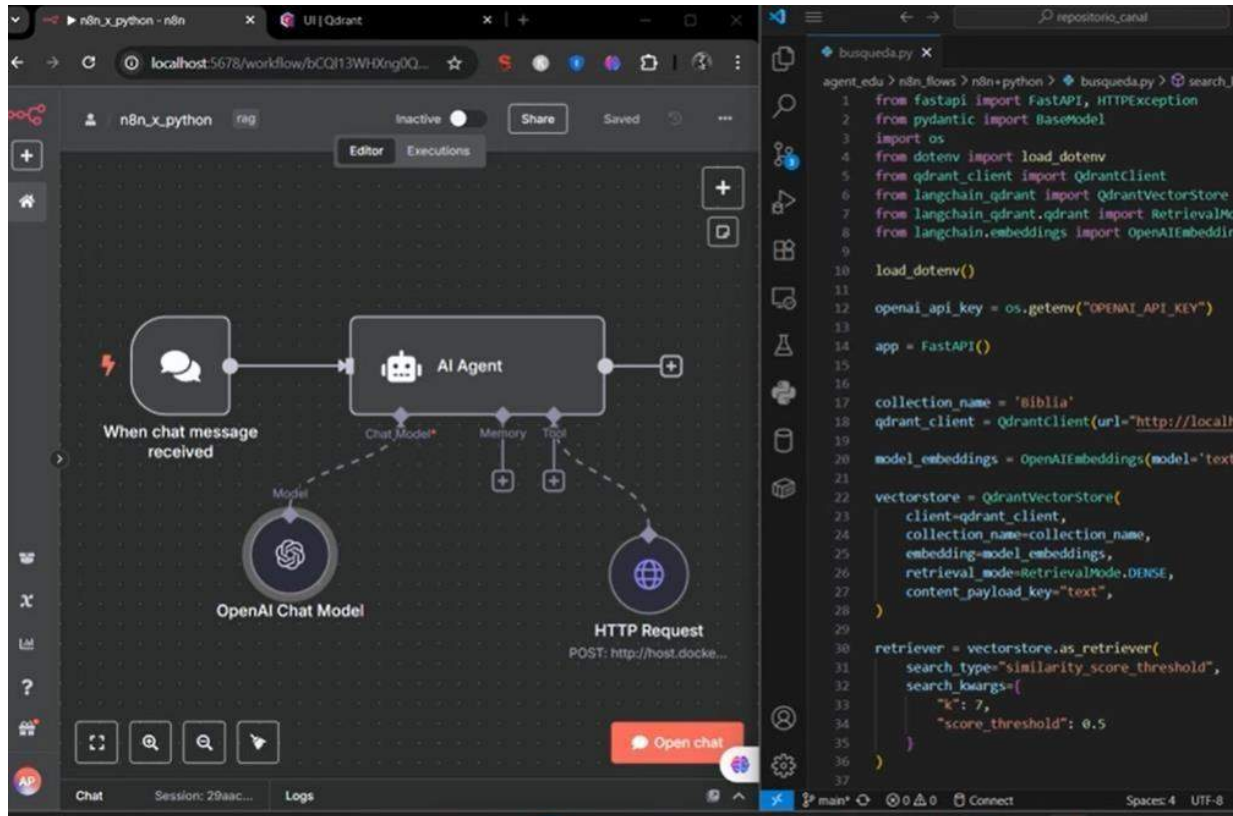 n8n_x_python - n8n
UI | Qdrant
localhost:5678/workflow/bCQI13WHXng0Q...
n8n_x_python
rag
Inactive
Share
Saved
Editor
Executions
AI Agent
When chat message
received
Chat Model*
Memory
Tool
Model
OpenAI Chat Model
HTTP Request
POST: http://host.docke...
Open chat
AP
Chat
Session: 29aac...
Logs
repositorio_canal
busqueda.py
agent_edu > n8n_flows > n8n+python > busqueda.py > search_
1 from fastapi import FastAPI, HTTPException
2 from pydantic import BaseModel
3 import os
4 from dotenv import load_dotenv
5 from qdrant_client import QdrantClient
6 from langchain_qdrant import QdrantVectorStore
7 from langchain_qdrant.qdrant import RetrievalMo
8 from langchain.embeddings import OpenAIEmbeddin
9
10 load_dotenv()
11
12 openai_api_key = os.getenv("OPENAI_API_KEY")
13
14 app = FastAPI()
15
16
17 collection_name = 'Biblia'
18 qdrant_client = QdrantClient(url="http://localh
19
20 model_embeddings = OpenAIEmbeddings(model='text
21
22 vectorstore = QdrantVectorStore(
23 client=qdrant_client,
24 collection_name=collection_name,
25 embedding=model_embeddings,
26 retrieval_mode=RetrievalMode.DENSE,
27 content_payload_key="text",
28 )
29
30 retriever = vectorstore.as_retriever(
31 search_type="similarity_score_threshold",
32 search_kwargs={
33 "k": 7,
34 "score_threshold": 0.5
35 }
36 )
37
3
main*
0
0
Connect
Spaces: 4
UTF-8